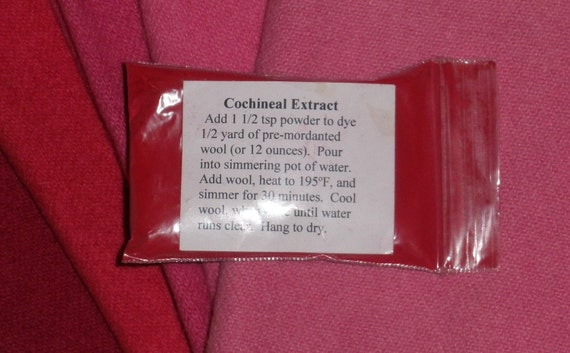 Cochineal Extract
Add 1 1/2 tsp powder to dye
1/2 yard of pre-mordanted
wool (or 12 ounces). Pour
into simmering pot of water.
Add wool, heat to 195°F, and
simmer for 30 minutes. Cool
wool, until water
runs clear. Hang to dry.